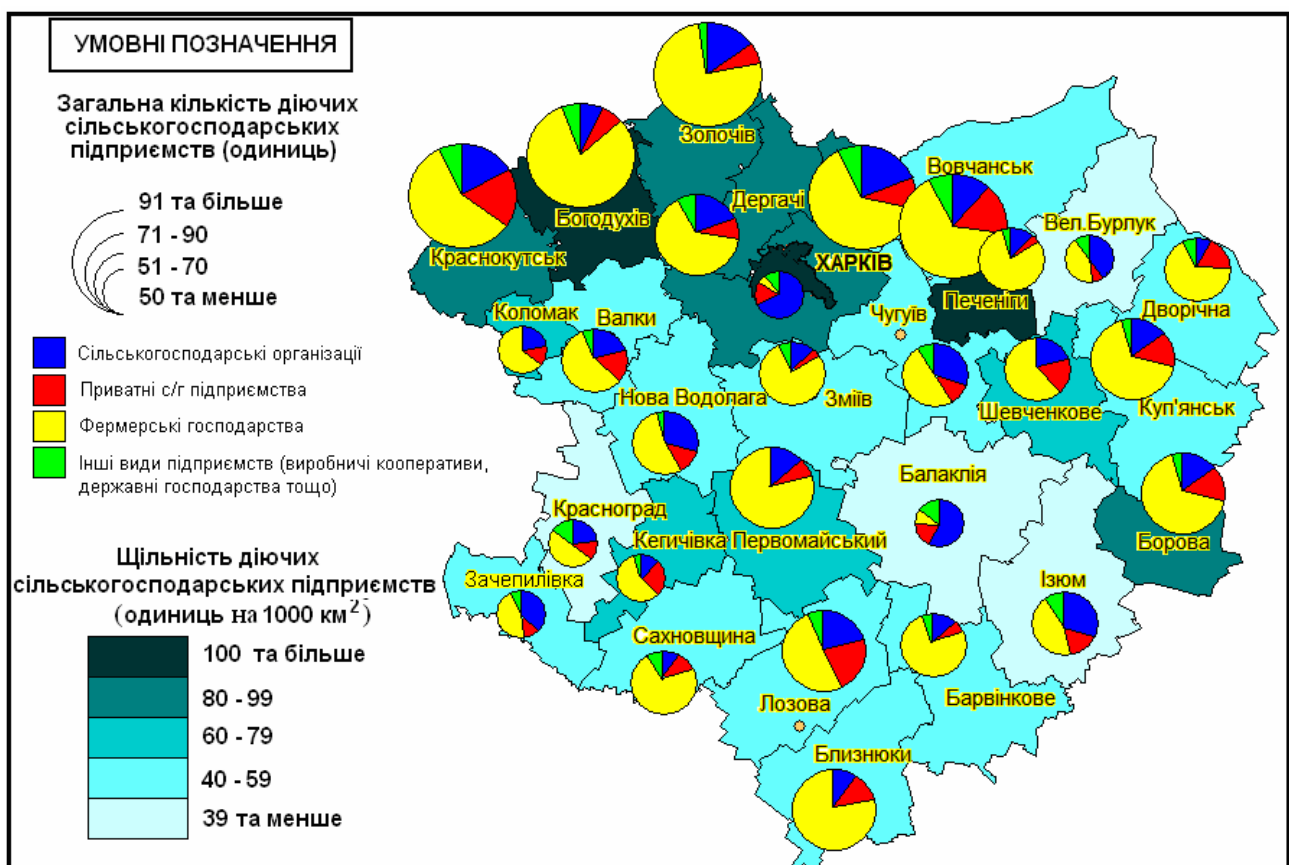 УМОВНІ ПОЗНАЧЕННЯ
Загальна кількість діючих
сільськогосподарських
підприємств (одиниць)
91 та більше
71 - 90
51 - 70
50 та менше
Сільськогосподарські організації
Приватні с/г підприємства
Фермерські господарства
Інші види підприємств (виробничі кооперативи,
державні господарства тощо)
Щільність діючих
сільськогосподарських підприємств
(одиниць на 1000 км²)
100 та більше
80 - 99
60 - 79
40 - 59
39 та менше
Золочів
Вовчанськ
Богодухів
Дергачі
Вел.Бурлук
Краснокутськ
ХАРКІВ
Печеніги
Дворічна
Коломак
Валки
Чугуїв
Нова Водолага
Зміїв
Шевченкове
Куп'янськ
Балаклія
Красноград
Кегичівка
Первомайський
Борова
Зачепилівка
Ізюм
Сахновщина
Лозова
Барвінкове
Близнюки